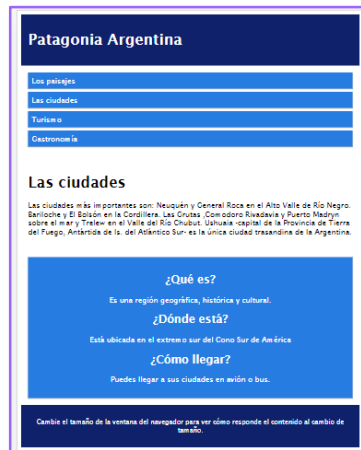 Patagonia Argentina
Los paisajes
Las ciudades
Turismo
Gastronomía
Las ciudades
Las ciudades más importantes son: Neuquén y General Roca en el Alto Valle de Río Negro.
Bariloche y El Bolsón en la Cordillera. Las Grutas ,Comodoro Rivadavia y Puerto Madryn
sobre el mar y Trelew en el Valle del Río Chubut. Ushuaia -capital de la Provincia de Tierra
del Fuego, Antártida de Is. del Atlántico Sur- es la única ciudad trasandina de la Argentina.
¿Qué es?
Es una región geográfica, histórica y cultural.
¿Dónde está?
Está ubicada en el extremo sur del Cono Sur de América
¿Cómo llegar?
Puedes llegar a sus ciudades en avión o bus.
Cambie el tamaño de la ventana del navegador para ver cómo responde el contenido al cambio de
tamaño.